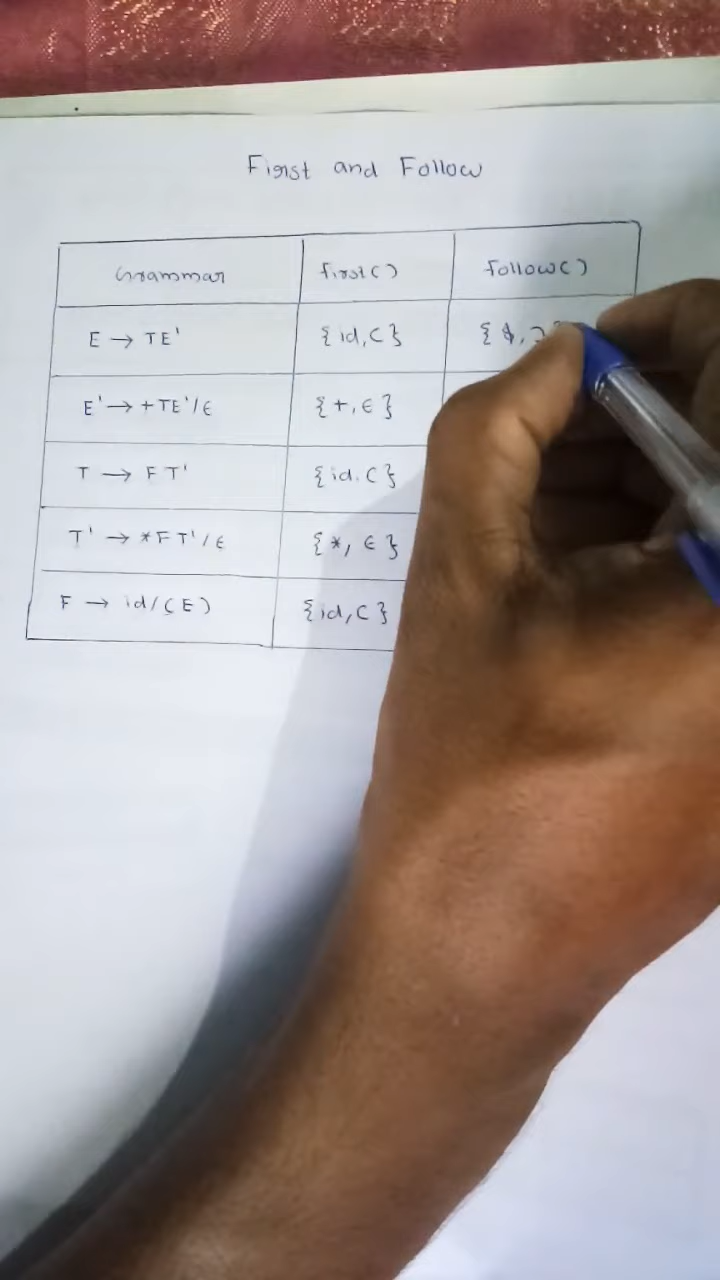 First and Follow
Grammar First() Follow()
E → TE' {id,(} {$,)}
E' → +TE'/ε {+,ε}
T → FT' {id.(}
T' → *FT'/ε {*,ε}
F → id/(E) {id,(}